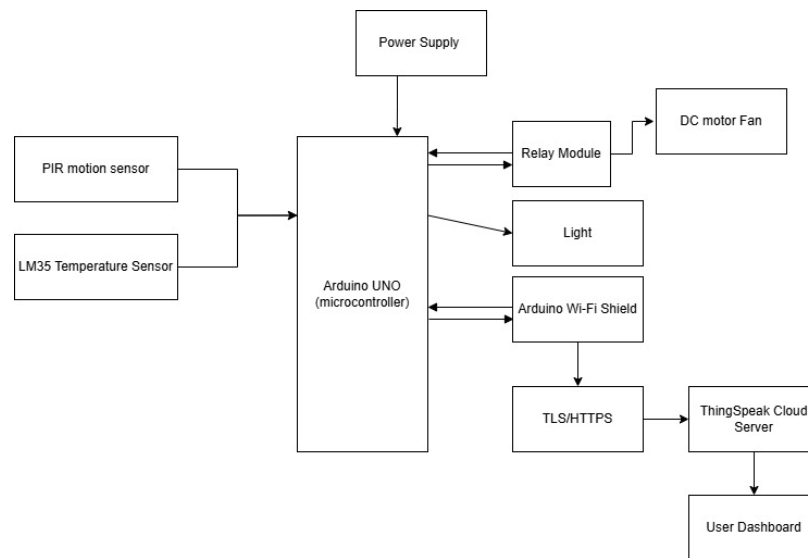 Power Supply
PIR motion sensor
LM35 Temperature Sensor
Arduino UNO
(microcontroller)
Relay Module
DC motor Fan
Light
Arduino Wi-Fi Shield
TLS/HTTPS
ThingSpeak Cloud
Server
User Dashboard